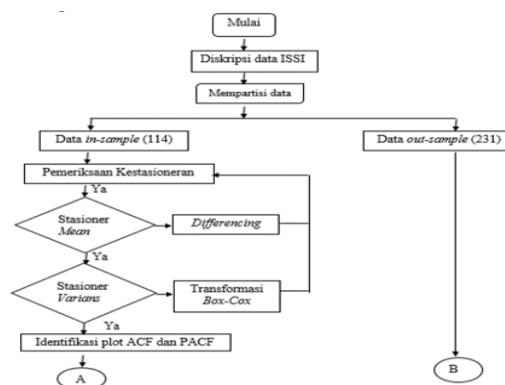 Mulai
Diskripsi data ISSI
Mempartisi data
Data in-sample (114)
Data out-sample (231)
Pemeriksaan Kestasioneran
Ya
Stasioner
Mean
Differencing
Ya
Stasioner
Varians
Transformasi
Box-Cox
Ya
Identifikasi plot ACF dan PACF
A
B